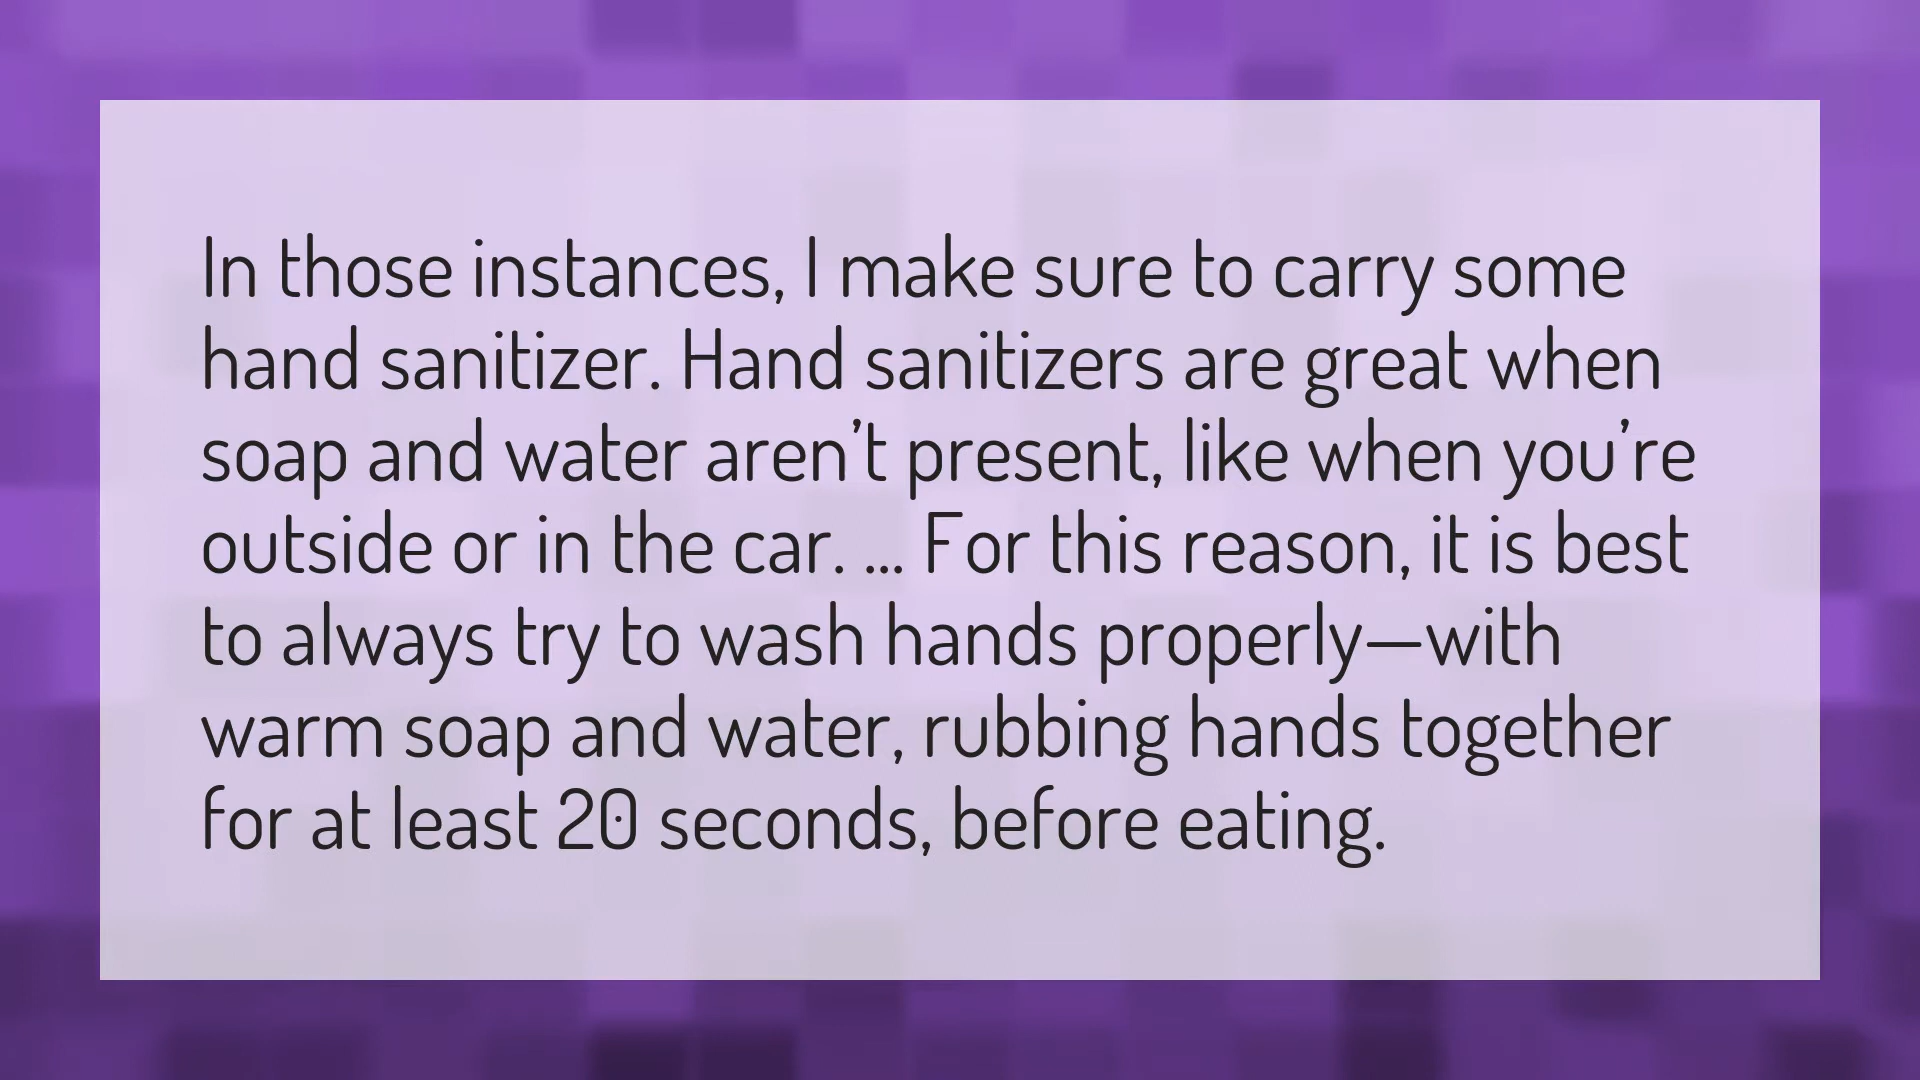 In those instances, I make sure to carry some
hand sanitizer. Hand sanitizers are great when
soap and water aren’t present, like when you’re
outside or in the car. ... For this reason, it is best
to always try to wash hands properly—with
warm soap and water, rubbing hands together
for at least 20 seconds, before eating.